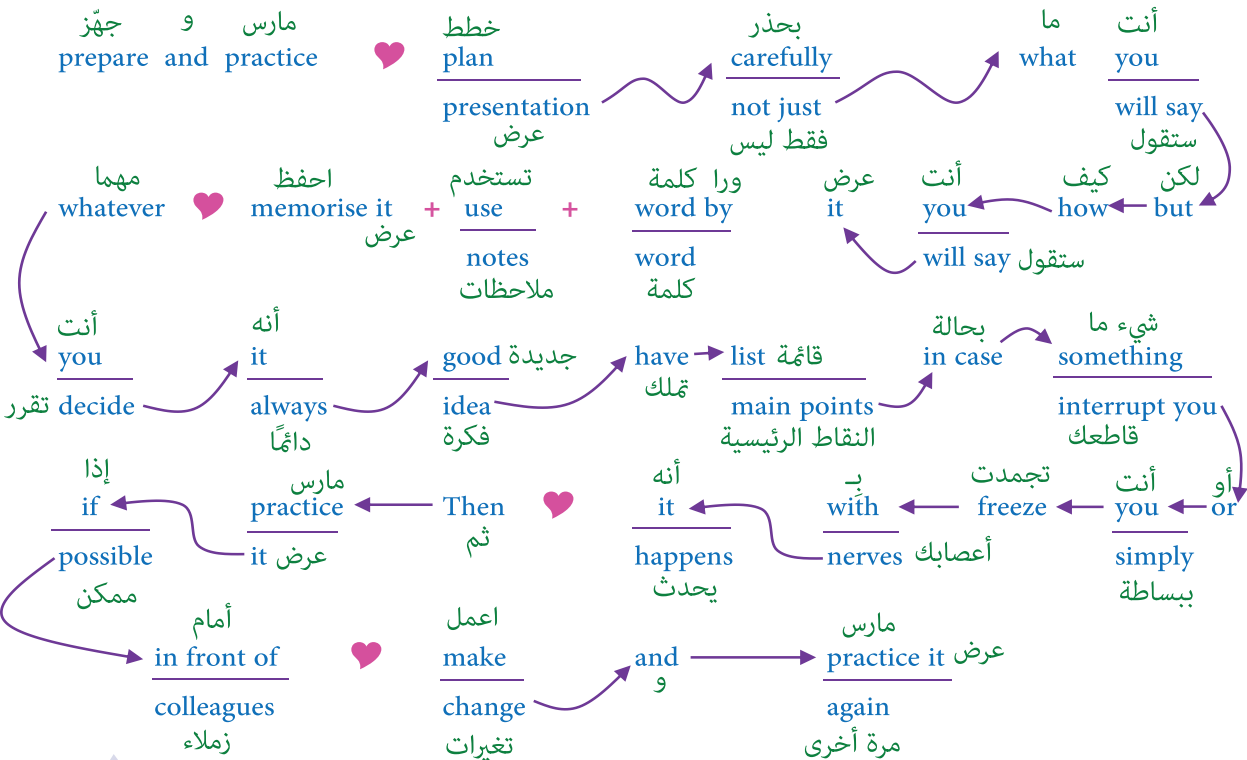 جهّز و مارس خطط بحذر ما أنت
prepare and practice plan carefully what you
presentation not just will say
عرض فقط ليس ستقول
مهما احفظ تستخدم ورا كلمة عرض أنت كيف لكن
whatever memorise it + use + word by it you how but
عرض
notes word will say ستقول
ملاحظات كلمة
أنت أنه بحالة شيء ما
you it good جديدة have list قائمة in case something
تملك
تقرر decide always idea main points interrupt you
دائمًا فكرة النقاط الرئيسية قاطعك
إذا مارس أنه بِـ تجمدت أنت أو
if practice Then it with freeze you or
ثم
possible it عرض happens nerves أعصابك simply
ممكن يحدث ببساطة
أمام اعمل مارس
in front of make and practice it عرض
و
colleagues change again
زملاء تغيرات مرة أخرى